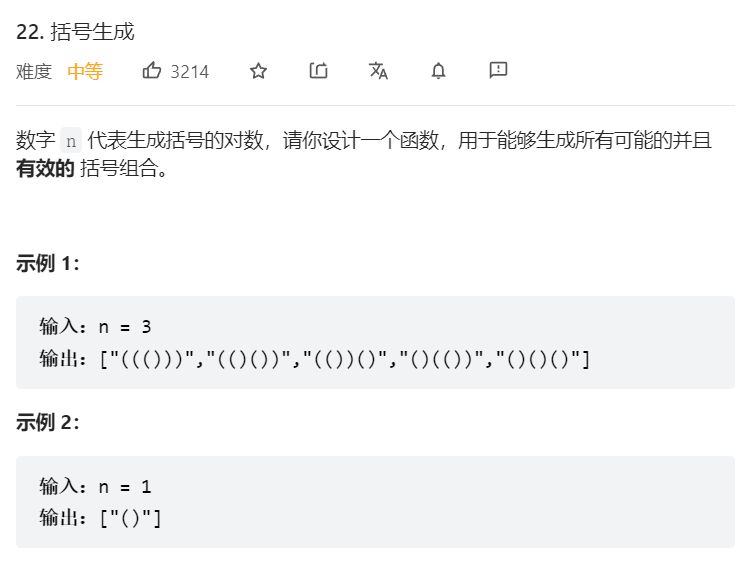 22. 括号生成
难度 中等 3214
数字 n 代表生成括号的对数，请你设计一个函数，用于能够生成所有可能的并且
有效的 括号组合。
示例 1：
输入：n = 3
输出：["((()))","(()())","(())()","()(())","()()()"]
示例 2：
输入：n = 1
输出：["()"]